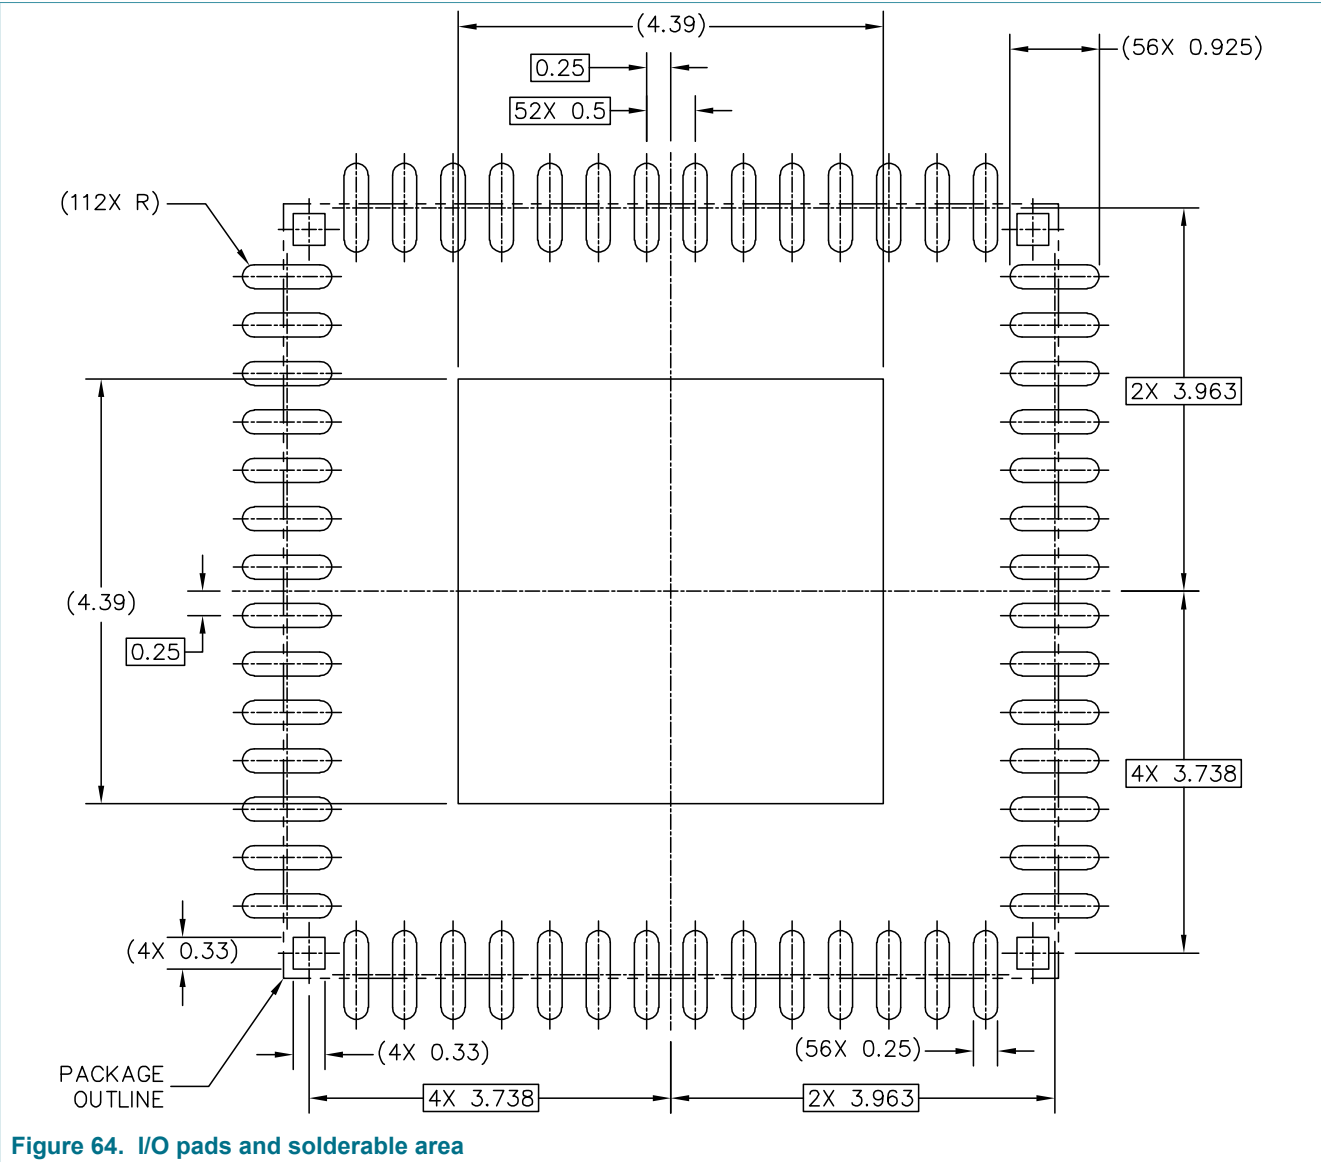 (4.39)
(56X 0.925)
0.25
52X 0.5
(112X R)
2X 3.963
(4.39)
0.25
4X 3.738
(4X 0.33)
(4X 0.33)
(56X 0.25)
PACKAGE
OUTLINE
4X 3.738
2X 3.963
Figure 64. I/O pads and solderable area